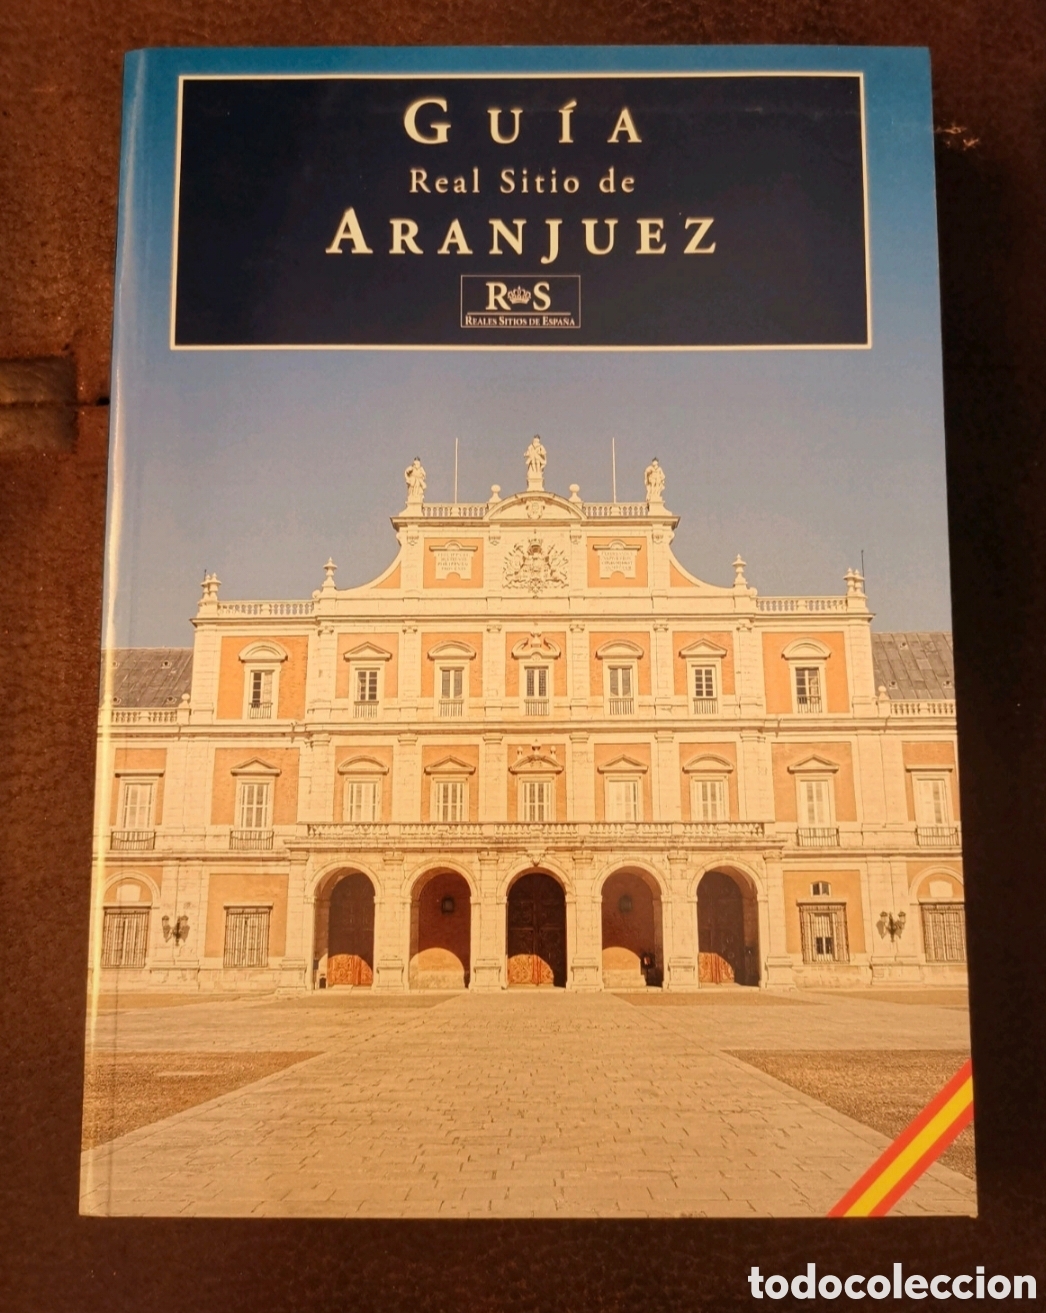 GUÍA
Real Sitio de
ARANJUEZ
RS
REALES SITIOS DE ESPAÑA
todocoleccion